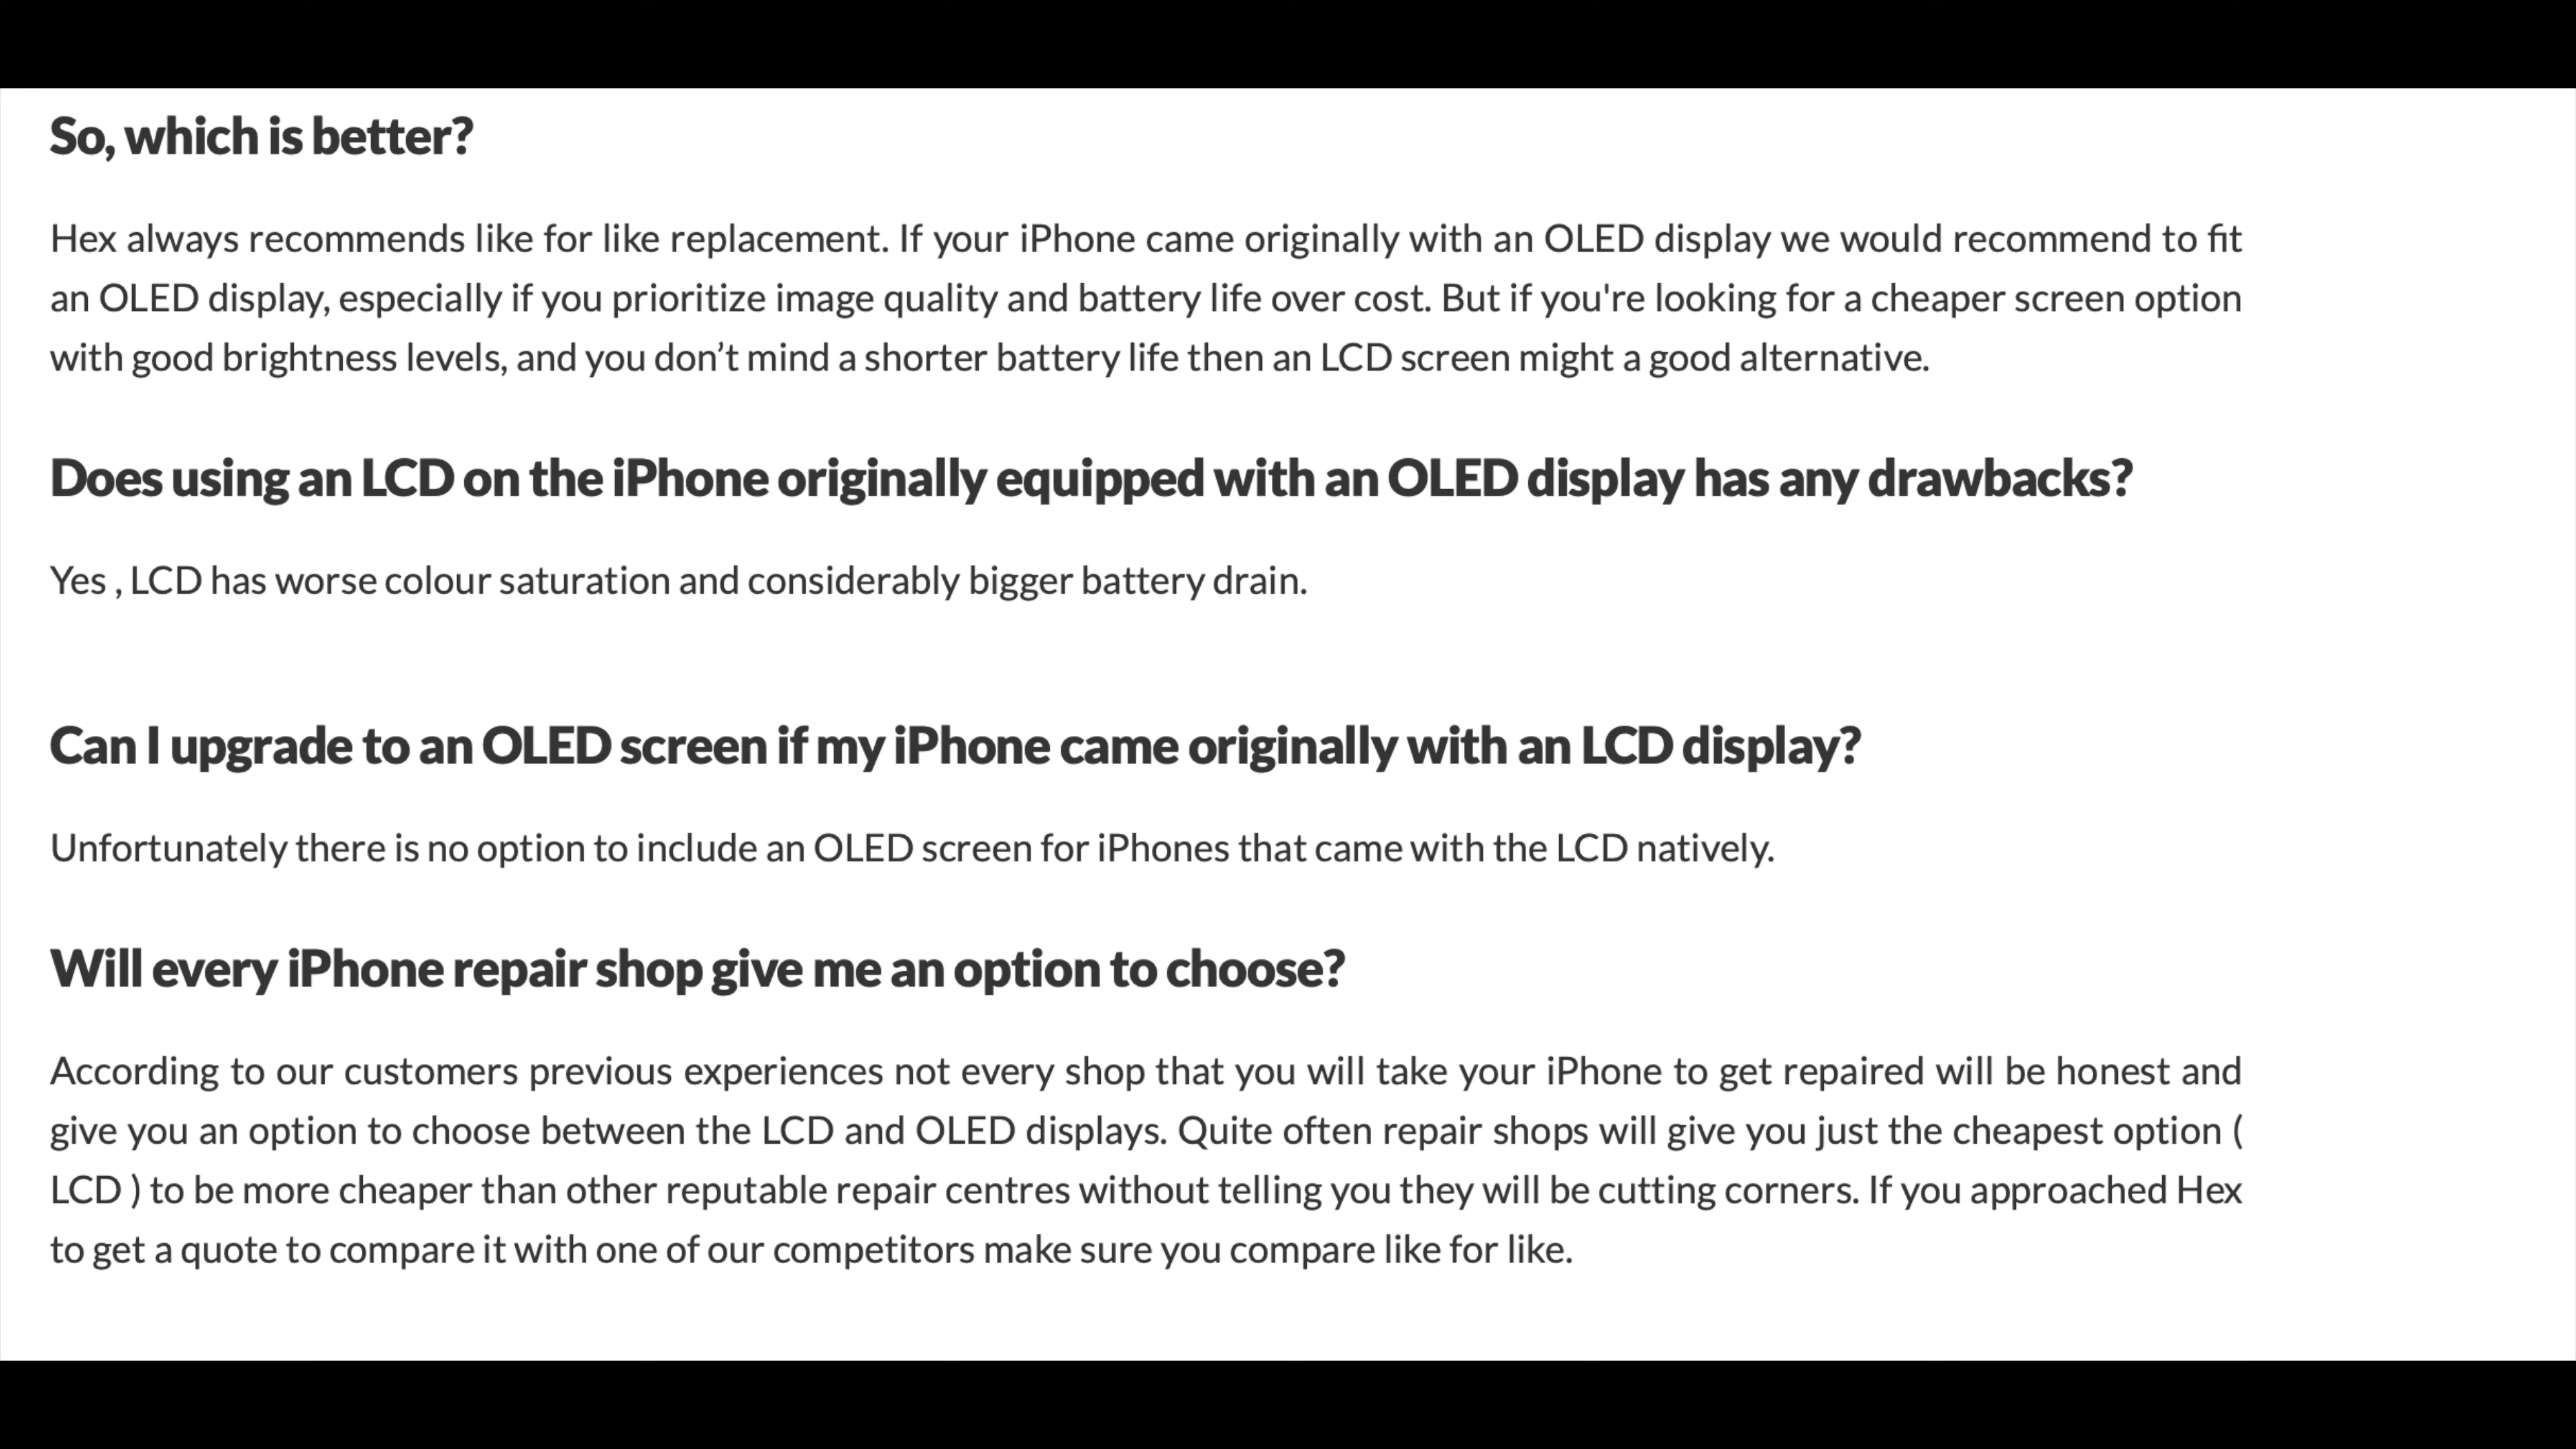 So, which is better?
Hex always recommends like for like replacement. If your iPhone came originally with an OLED display we would recommend to fit
an OLED display, especially if you prioritize image quality and battery life over cost. But if you're looking for a cheaper screen option
with good brightness levels, and you don’t mind a shorter battery life then an LCD screen might a good alternative.
Does using an LCD on the iPhone originally equipped with an OLED display has any drawbacks?
Yes , LCD has worse colour saturation and considerably bigger battery drain.
Can I upgrade to an OLED screen if my iPhone came originally with an LCD display?
Unfortunately there is no option to include an OLED screen for iPhones that came with the LCD natively.
Will every iPhone repair shop give me an option to choose?
According to our customers previous experiences not every shop that you will take your iPhone to get repaired will be honest and
give you an option to choose between the LCD and OLED displays. Quite often repair shops will give you just the cheapest option (
LCD ) to be more cheaper than other reputable repair centres without telling you they will be cutting corners. If you approached Hex
to get a quote to compare it with one of our competitors make sure you compare like for like.